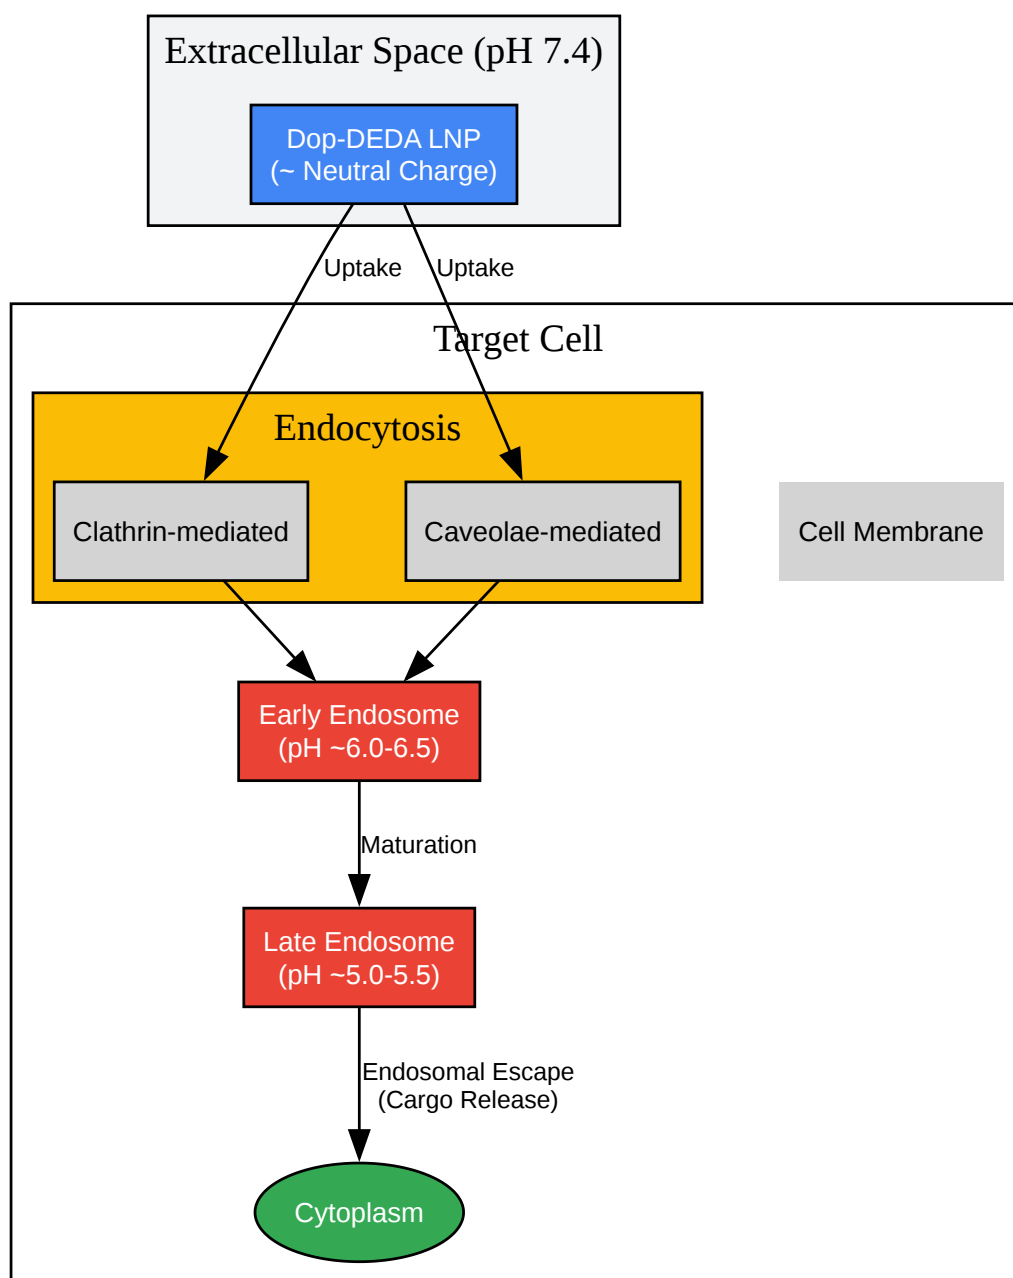 Extracellular Space (pH 7.4)
Dop-DEDA LNP
(~ Neutral Charge)
Uptake
Uptake
Target Cell
Endocytosis
Clathrin-mediated
Caveolae-mediated
Cell Membrane
Early Endosome
(pH ~6.0-6.5)
Maturation
Late Endosome
(pH ~5.0-5.5)
Endosomal Escape
(Cargo Release)
Cytoplasm